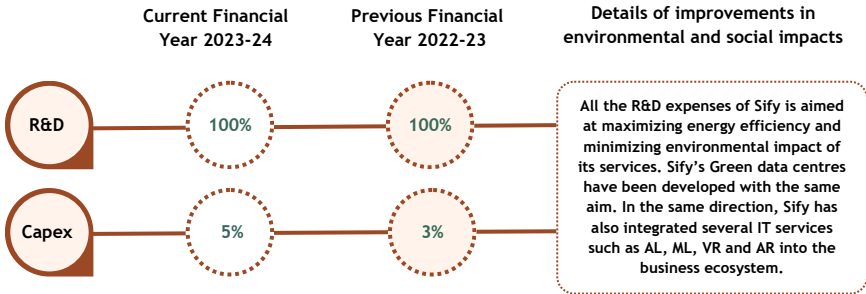 Current Financial
Year 2023-24
Previous Financial
Year 2022-23
Details of improvements in
environmental and social impacts
R&D
100%
100%
Capex
5%
3%
All the R&D expenses of Sify is aimed
at maximizing energy efficiency and
minimizing environmental impact of
its services. Sify's Green data centres
have been developed with the same
aim. In the same direction, Sify has
also integrated several IT services
such as AL, ML, VR and AR into the
business ecosystem.